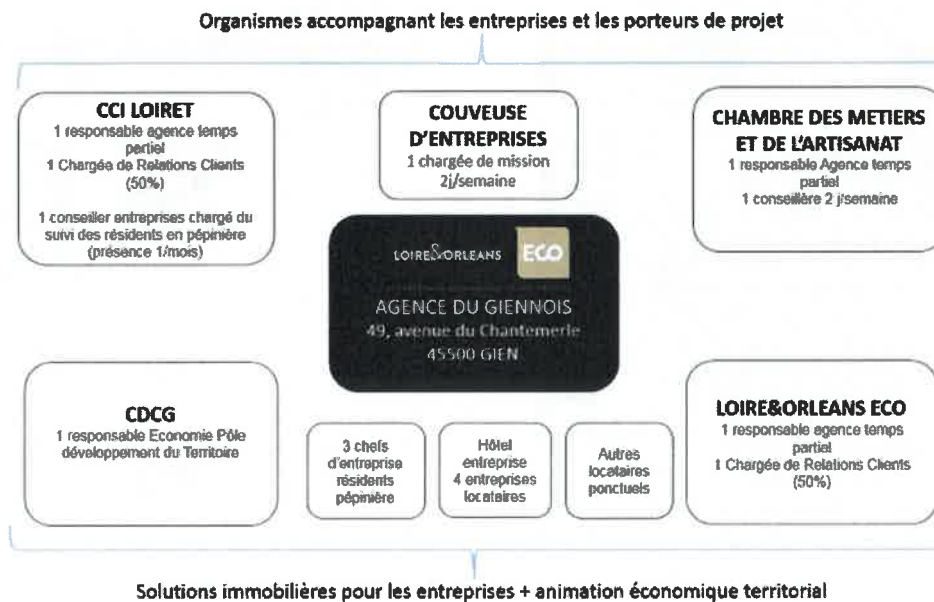 Organismes accompagnant les entreprises et les porteurs de projet
CCI LOIRET
1 responsable agence temps
partiel
1 Chargée de Relations Clients
(50%)
1 conseiller entreprises chargé du
suivi des résidents en pépinière
(présence 1/mois)
COUVEUSE
D'ENTREPRISES
1 chargée de mission
2j/semaine
CHAMBRE DES METIERS
ET DE L'ARTISANAT
1 responsable Agence temps
partiel
1 conseillère 2 j/semaine
LOIRE&ORLEANS ECO
AGENCE DU GIENNOIS
49, avenue du Chantemerle
45500 GIEN
CDCG
1 responsable Economie Pôle
développement du Territoire
3 chefs
d'entreprise
résidents
pépinière
Hôtel
entreprise
4 entreprises
locataires
Autres
locataires
ponctuels
LOIRE&ORLEANS ECO
1 responsable agence temps
partiel
1 Chargée de Relations Clients
(50%)
Solutions immobilières pour les entreprises + animation économique territorial